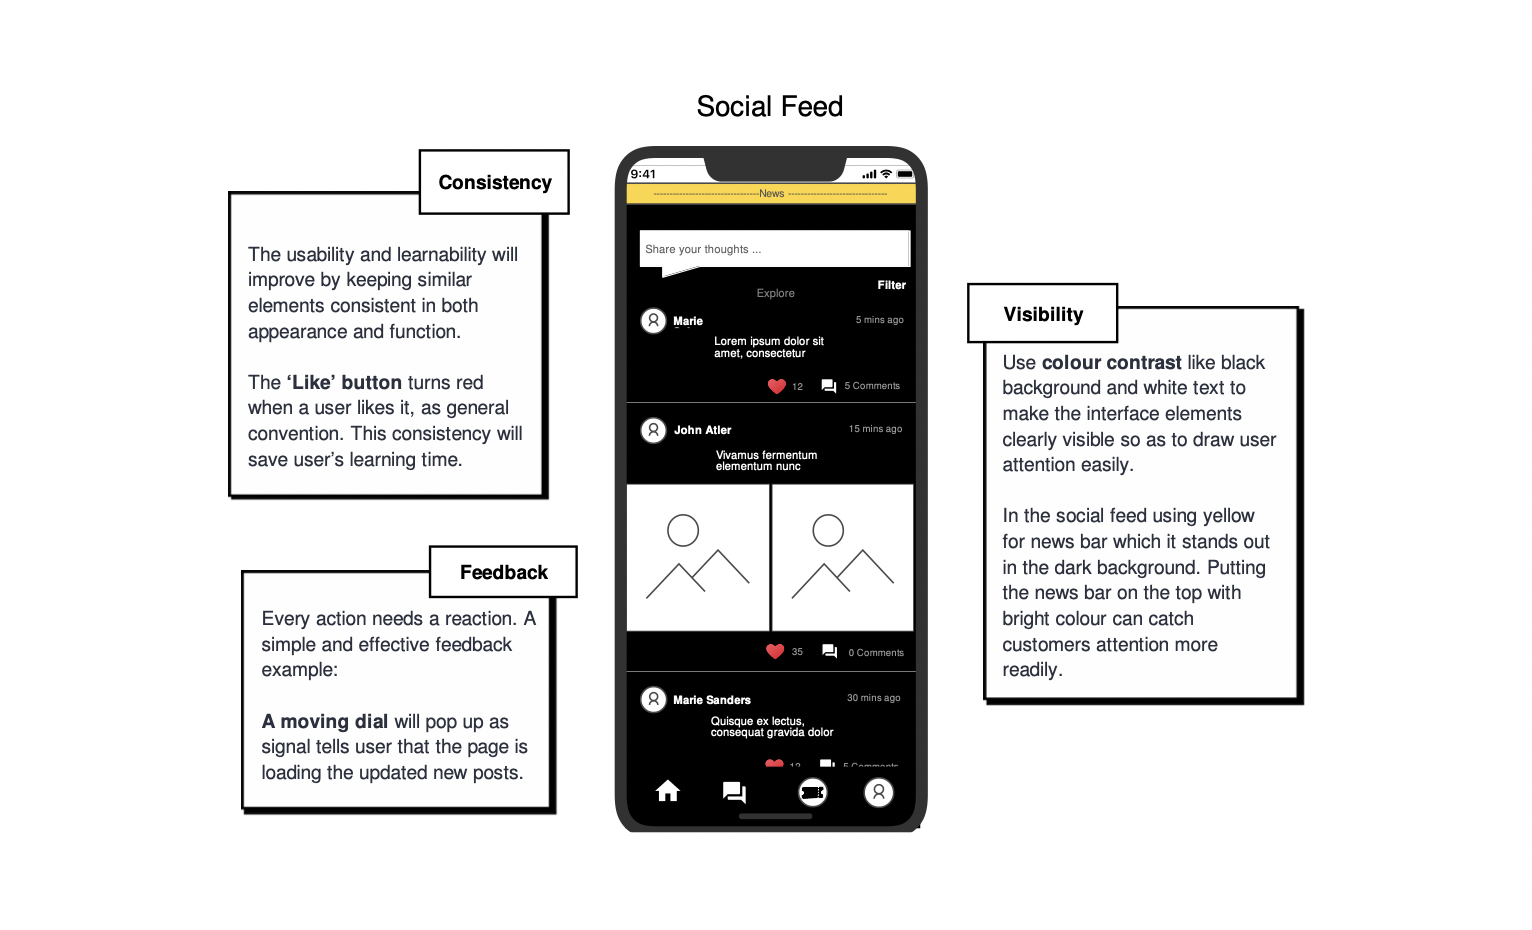 Social Feed
Consistency
The usability and learnability will
improve by keeping similar
elements consistent in both
appearance and function.
The ‘Like’ button turns red
when a user likes it, as general
convention. This consistency will
save user’s learning time.
Feedback
Every action needs a reaction. A
simple and effective feedback
example:
A moving dial will pop up as
signal tells user that the page is
loading the updated new posts.
9:41
News
Share your thoughts ...
Filter
Explore
Marie
5 mins ago
Lorem ipsum dolor sit
amet, consectetur
12
5 Comments
John Atler
15 mins ago
Vivamus fermentum
elementum nunc
35
0 Comments
Marie Sanders
30 mins ago
Quisque ex lectus,
consequat gravida dolor
12
5 Comments
Visibility
Use colour contrast like black
background and white text to
make the interface elements
clearly visible so as to draw user
attention easily.
In the social feed using yellow
for news bar which it stands out
in the dark background. Putting
the news bar on the top with
bright colour can catch
customers attention more
readily.